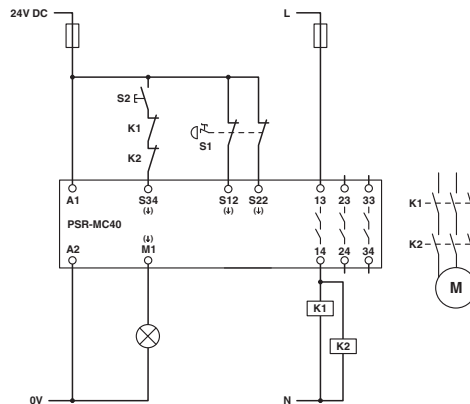 24V DC
L
S2
K1
S1
K2
A1
S34
(↓)
S12
(↓)
S22
(↓)
13
23
33
PSR-MC40
A2
(↓)
M1
14
24
34
K1
K2
0V
N
K1
K2
M